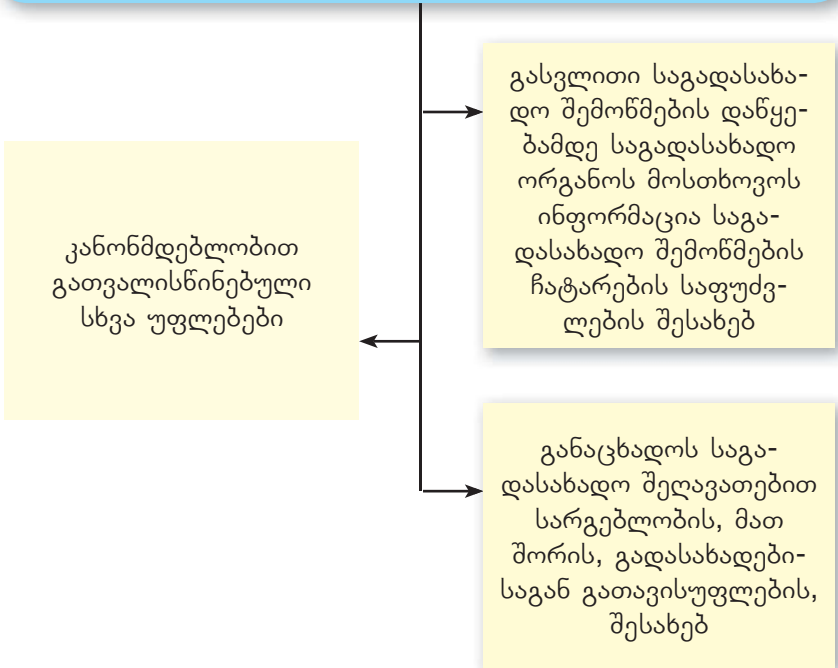 გასვლითი საგადასახა-
დო შემოწმების დაწყე-
ბამდე საგადასახადო
ორგანოს მოსთხოვოს
ინფორმაცია საგა-
დასახადო შემოწმების
ჩატარების საფუძვ-
ლების შესახებ
კანონმდებლობით
გათვალისწინებული
სხვა უფლებები
განაცხადოს საგა-
დასახადო შეღავათებით
სარგებლობის, მათ
შორის, გადასახადები-
საგან გათავისუფლების,
შესახებ